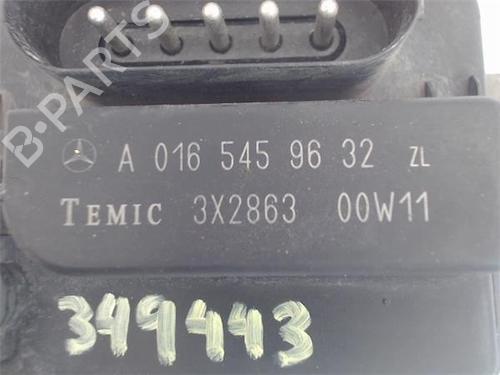 B-PARTS
A 016 545 96 32 ZL
TEMIC 3X2863 00W11
349443